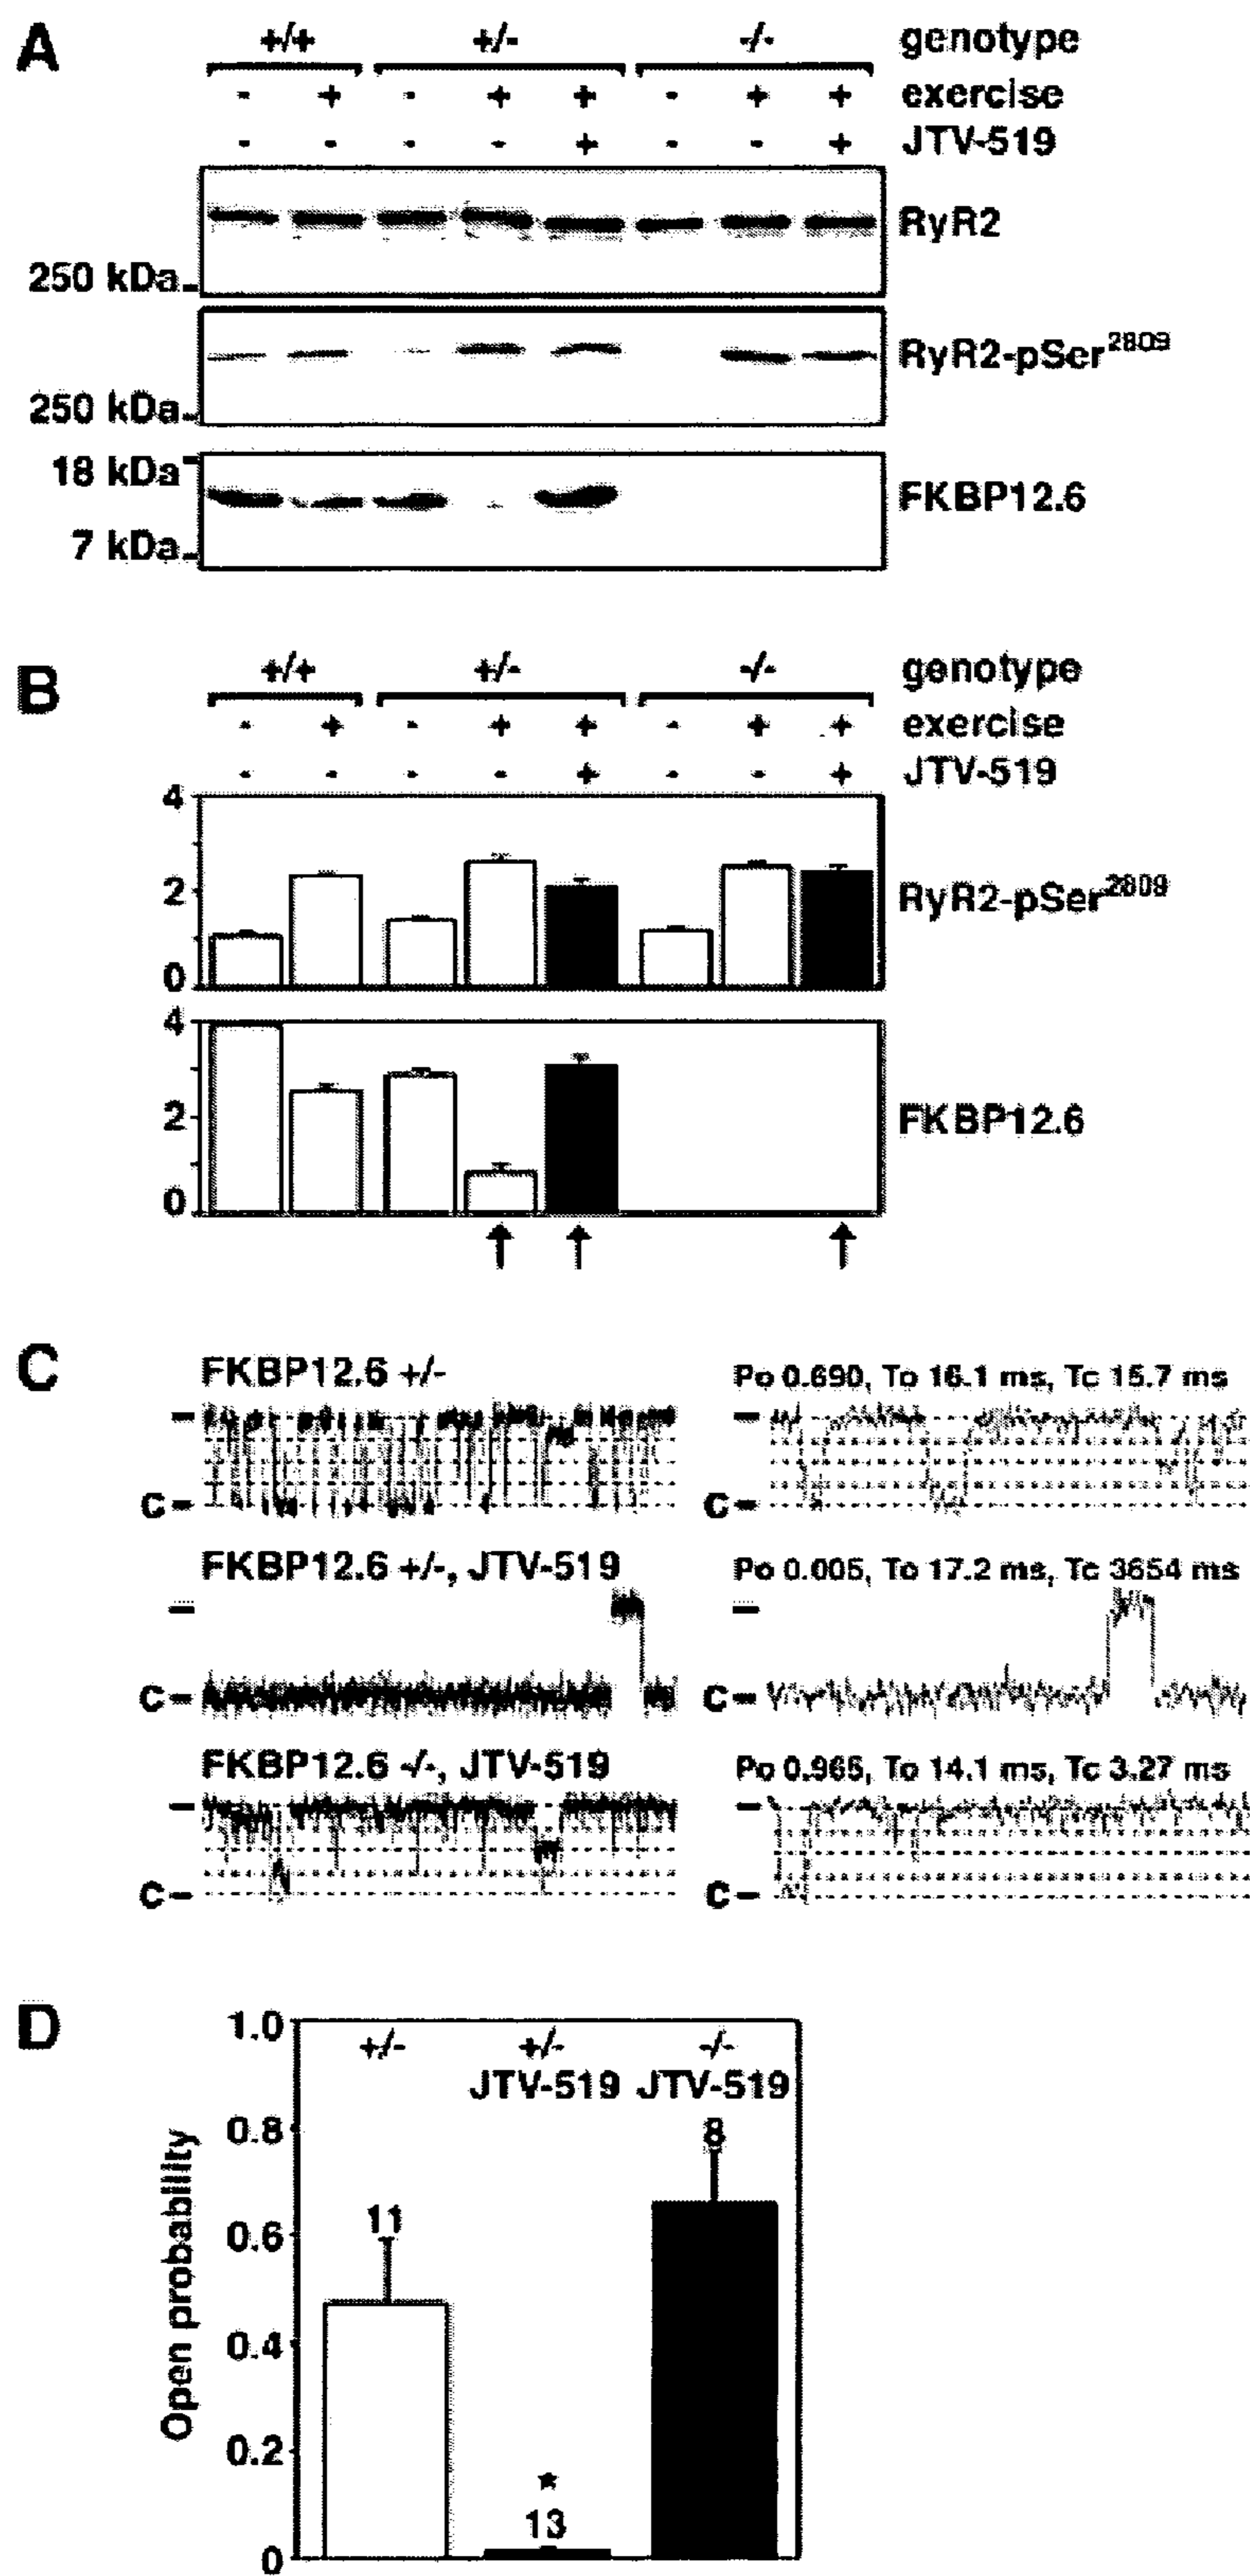 A
+/+ +/- -/- genotype
- + - + + - + + exercise
- - - - + - - + JTV-519
RyR2
250 kDa
RyR2-pSer2809
250 kDa
18 kDa
FKBP12.6
7 kDa
B
+/+ +/- -/- genotype
- + - + + - + + exercise
- - - - + - - + JTV-519
4
2
RyR2-pSer2809
0
4
2
FKBP12.6
0
C
FKBP12.6 +/- Po 0.690, To 16.1 ms, Tc 15.7 ms
C C
FKBP12.6 +/-, JTV-519 Po 0.005, To 17.2 ms, Tc 3654 ms
C C
FKBP12.6 -/-, JTV-519 Po 0.965, To 14.1 ms, Tc 3.27 ms
C C
D
1.0
+/- +/- -/-
JTV-519 JTV-519
0.8
8
11
0.6
0.4
0.2
*
13
0
Open probability